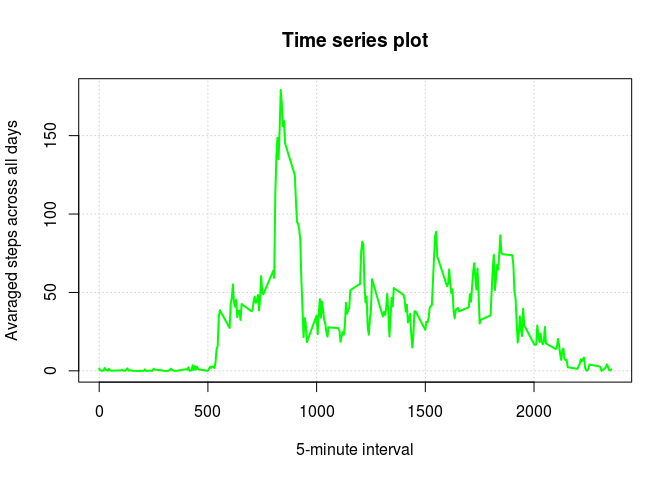 Time series plot
Avaraged steps across all days
150
100
50
0
0 500 1000 1500 2000
5-minute interval